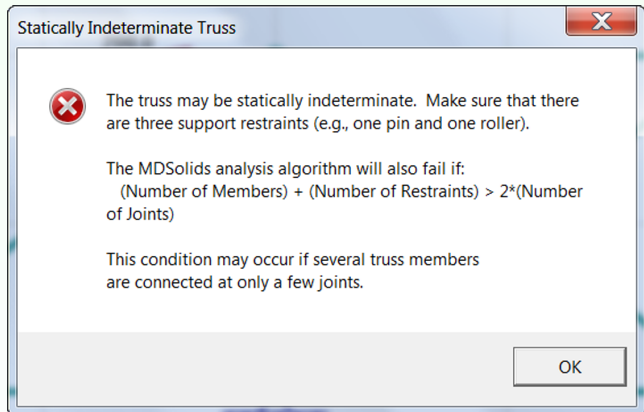 Statically Indeterminate Truss
The truss may be statically indeterminate.  Make sure that there
are three support restraints (e.g., one pin and one roller).
The MDSolids analysis algorithm will also fail if:
(Number of Members) + (Number of Restraints) > 2*(Number
of Joints)
This condition may occur if several truss members
are connected at only a few joints.
OK